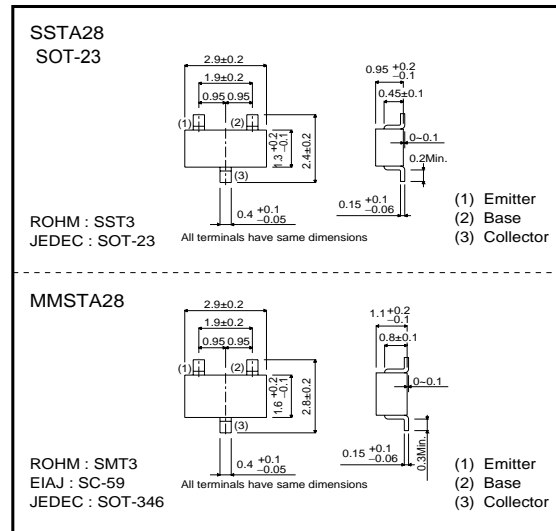 SSTA28
SOT-23
2.9±0.2
1.9±0.2
0.95 0.95
(1) (2)
(3)
1.3 +0.2 −0.1
2.4±0.2
0.4 +0.1 −0.05
All terminals have same dimensions
0.95 +0.2 −0.1
0.45±0.1
0~0.1
0.2Min.
0.15 +0.1 −0.06
ROHM : SST3
JEDEC : SOT-23
(1) Emitter
(2) Base
(3) Collector
MMSTA28
2.9±0.2
1.9±0.2
0.95 0.95
(1) (2)
(3)
1.6 +0.2 −0.1
2.8±0.2
0.4 +0.1 −0.05
All terminals have same dimensions
1.1 +0.2 −0.1
0.8±0.1
0~0.1
0.3Min.
0.15 +0.1 −0.06
ROHM : SMT3
EIAJ : SC-59
JEDEC : SOT-346
(1) Emitter
(2) Base
(3) Collector